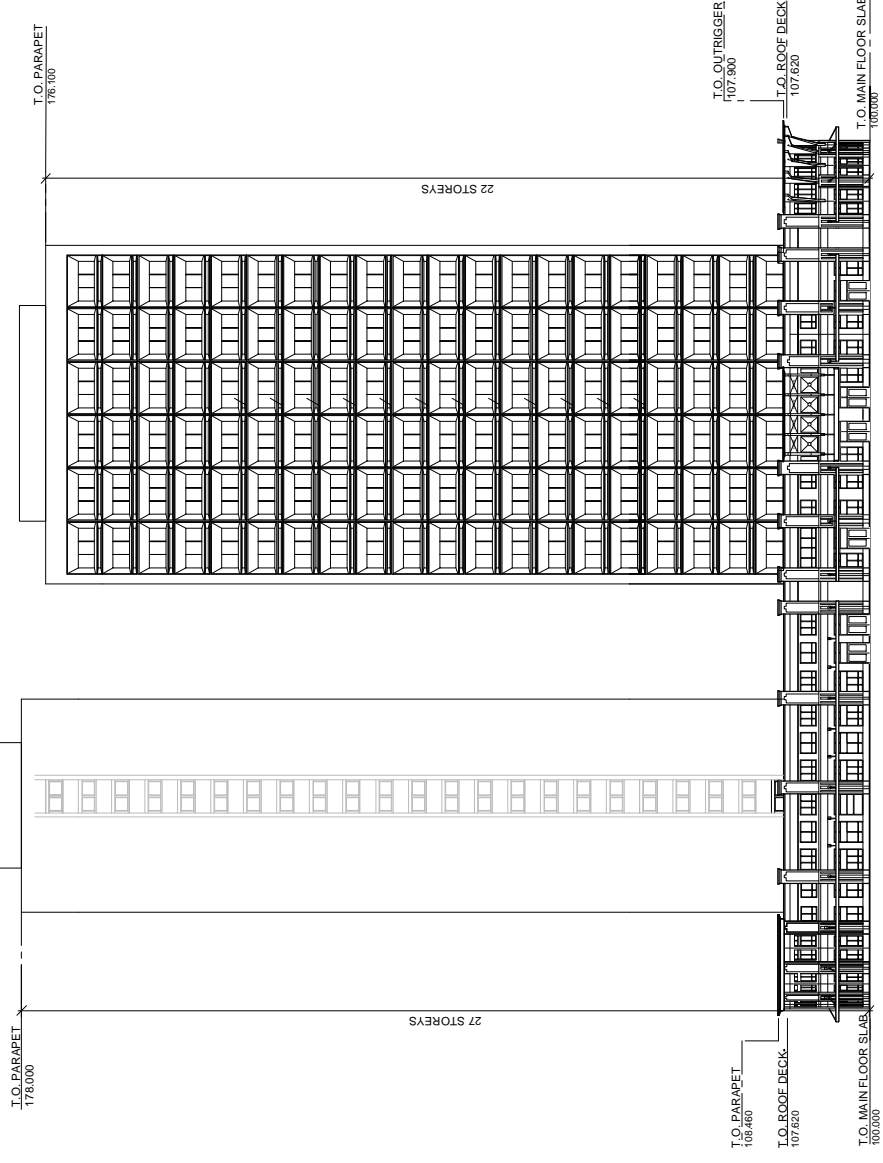 T.O. PARAPET
176.100
T.O. OUTRIGGER
107.900
T.O. ROOF DECK
107.620
T.O. MAIN FLOOR SLAB
100.000
22 STOREYS
27 STOREYS
T.O. PARAPET
178.000
T.O. PARAPET
108.460
T.O. ROOF DECK
107.620
T.O. MAIN FLOOR SLAB
100.000